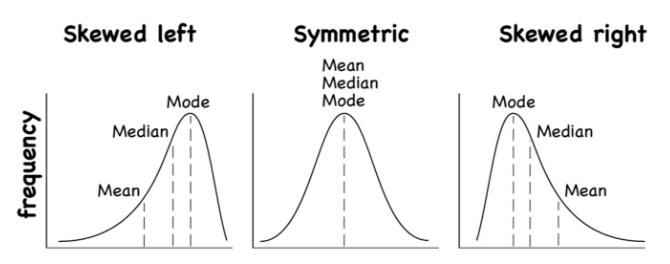 Skewed left
Symmetric
Skewed right
frequency
Mode
Median
Mean
Mean
Median
Mode
Mode
Median
Mean